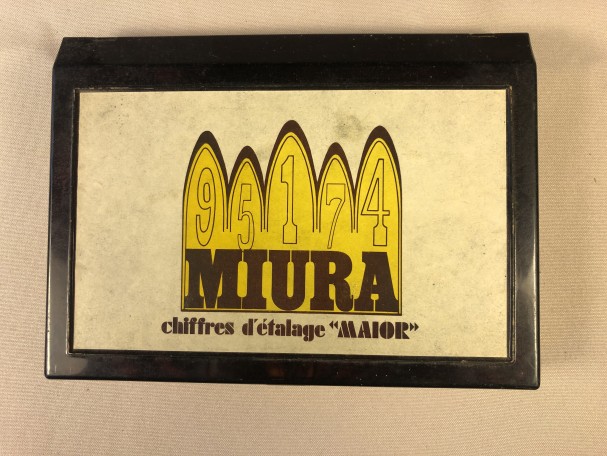 95174
MIURA
chiffres d'étalage “MAIOR”